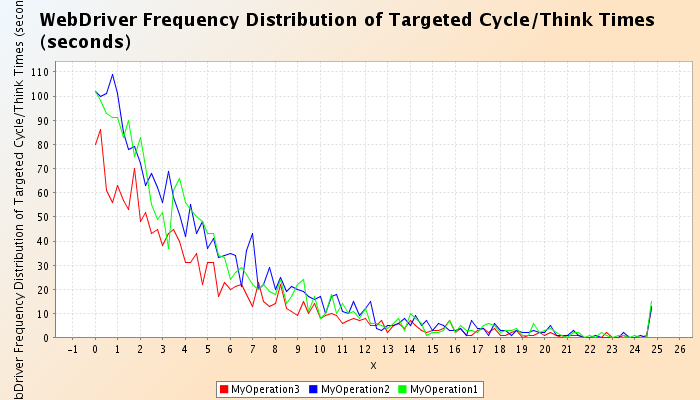 WebDriver Frequency Distribution of Targeted Cycle/Think Times
(seconds)
Frequency Distribution of Targeted Cycle/Think Times
110
100
90
80
70
60
50
40
30
20
10
0
-1 0 1 2 3 4 5 6 7 8 9 10 11 12 13 14 15 16 17 18 19 20 21 22 23 24 25 26
X
MyOperation3 MyOperation2 MyOperation1